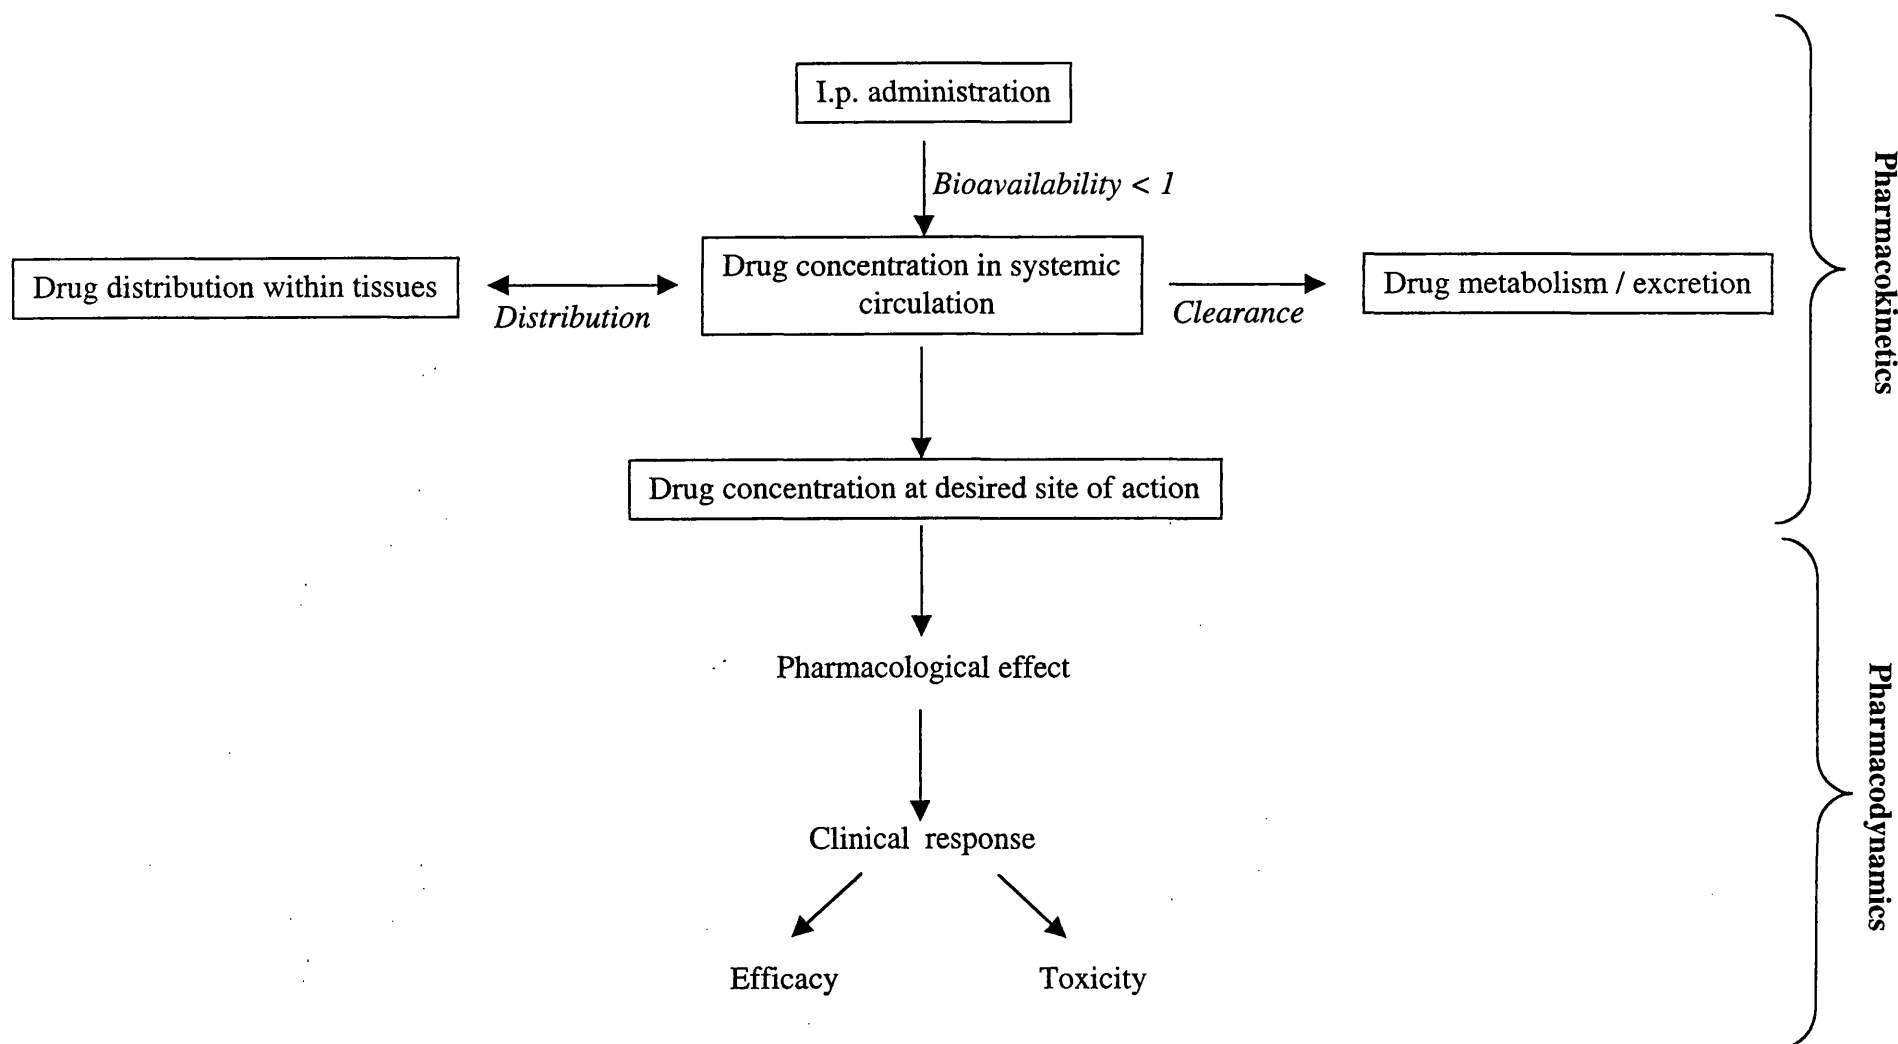 I.p. administration
Bioavailability < 1
Drug distribution within tissues
Distribution
Drug concentration in systemic
circulation
Clearance
Drug metabolism / excretion
Drug concentration at desired site of action
Pharmacokinetics
Pharmacological effect
Clinical response
Efficacy
Toxicity
Pharmacodynamics